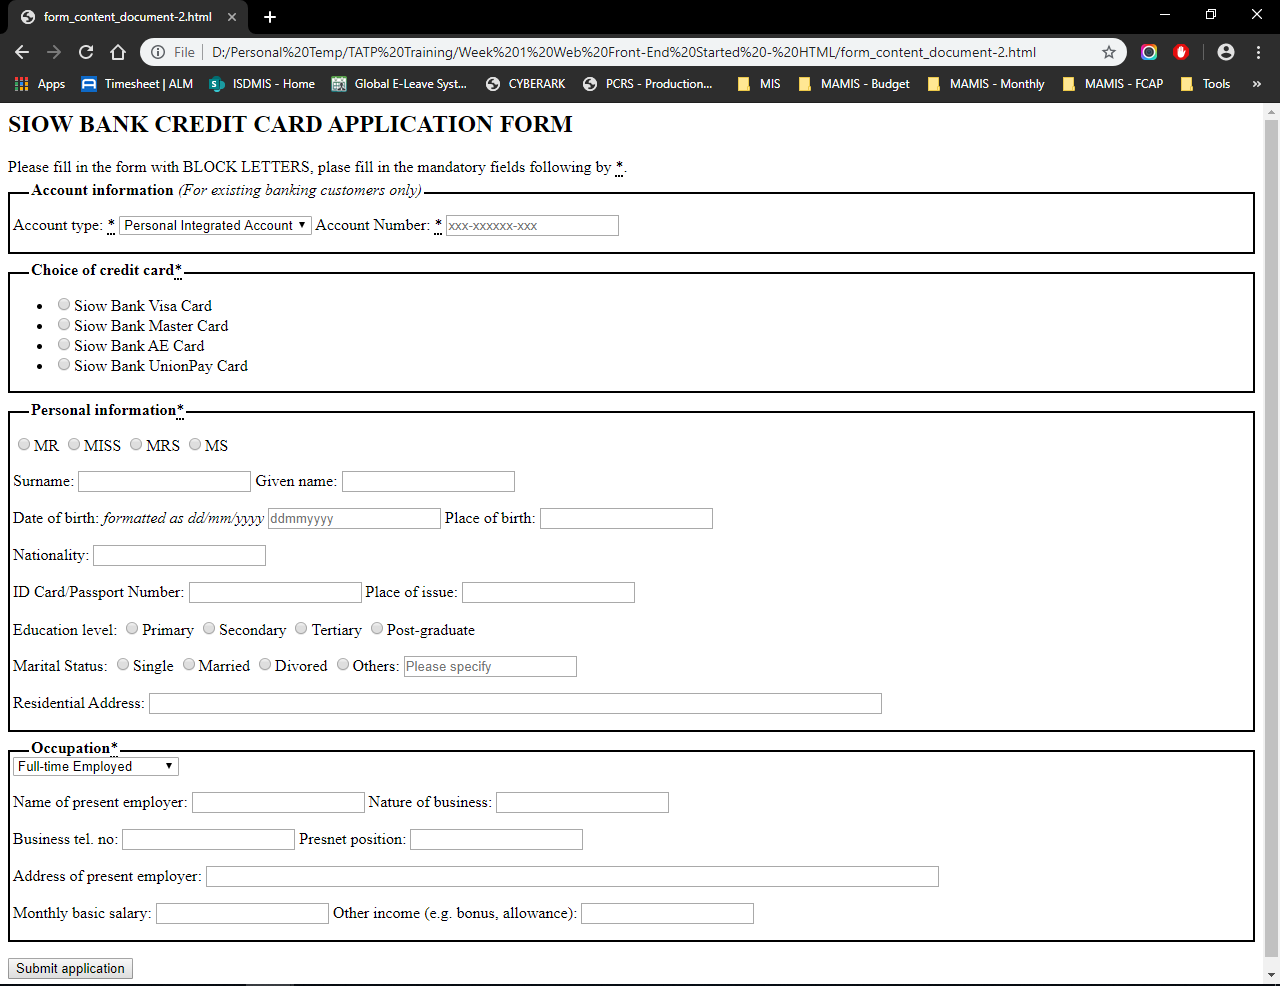 form_content_document-2.html
File D:/Personal%20Temp/TATP%20Training/Week%201%20Web%20Front-End%20Started%20-%20HTML/form_content_document-2.html
Apps Timesheet | ALM ISDMIS - Home Global E-Leave Syst... CYBERARK PCRS - Production... MIS MAMIS - Budget MAMIS - Monthly MAMIS - FCAP Tools »
SIOW BANK CREDIT CARD APPLICATION FORM
Please fill in the form with BLOCK LETTERS, plase fill in the mandatory fields following by *.
Account information (For existing banking customers only)
Account type: * Personal Integrated Account Account Number: * xxx-xxxxxx-xxx
Choice of credit card*
Siow Bank Visa Card
Siow Bank Master Card
Siow Bank AE Card
Siow Bank UnionPay Card
Personal information*
MR MISS MRS MS
Surname: Given name:
Date of birth: formatted as dd/mm/yyyy ddmmyyyy Place of birth:
Nationality:
ID Card/Passport Number: Place of issue:
Education level: Primary Secondary Tertiary Post-graduate
Marital Status: Single Married Divored Others: Please specify
Residential Address:
Occupation*
Full-time Employed
Name of present employer: Nature of business:
Business tel. no: Presnet position:
Address of present employer:
Monthly basic salary: Other income (e.g. bonus, allowance):
Submit application